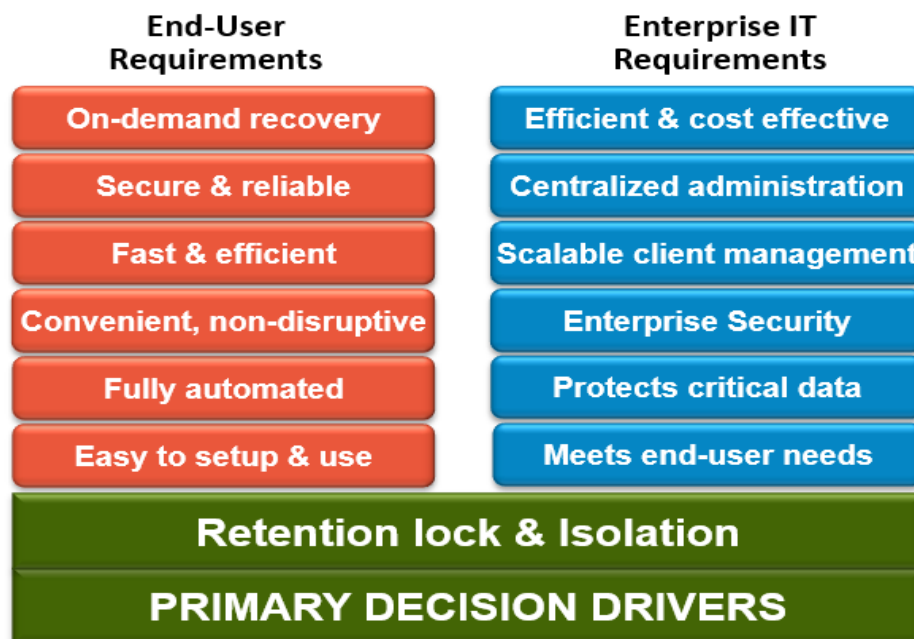 End-User
Requirements
On-demand recovery
Secure & reliable
Fast & efficient
Convenient, non-disruptive
Fully automated
Easy to setup & use
Enterprise IT
Requirements
Efficient & cost effective
Centralized administration
Scalable client management
Enterprise Security
Protects critical data
Meets end-user needs
Retention lock & Isolation
PRIMARY DECISION DRIVERS